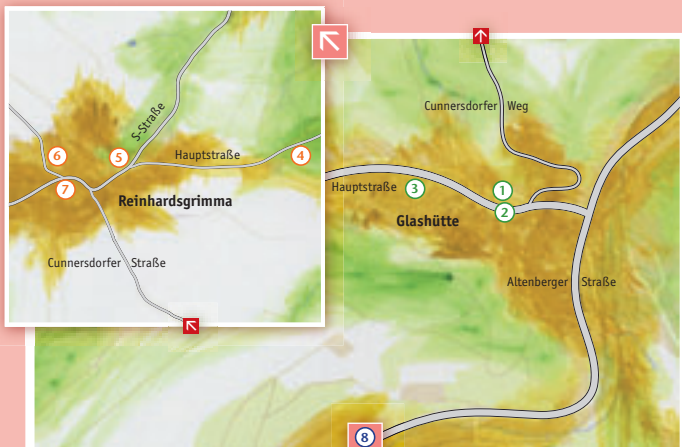 S-Straße
6
5
Hauptstraße
4
7
Reinhardsgrimma
Cunnersdorfer Straße
Cunnersdorfer Weg
Hauptstraße
3
1
2
Glashütte
Altenberger Straße
8